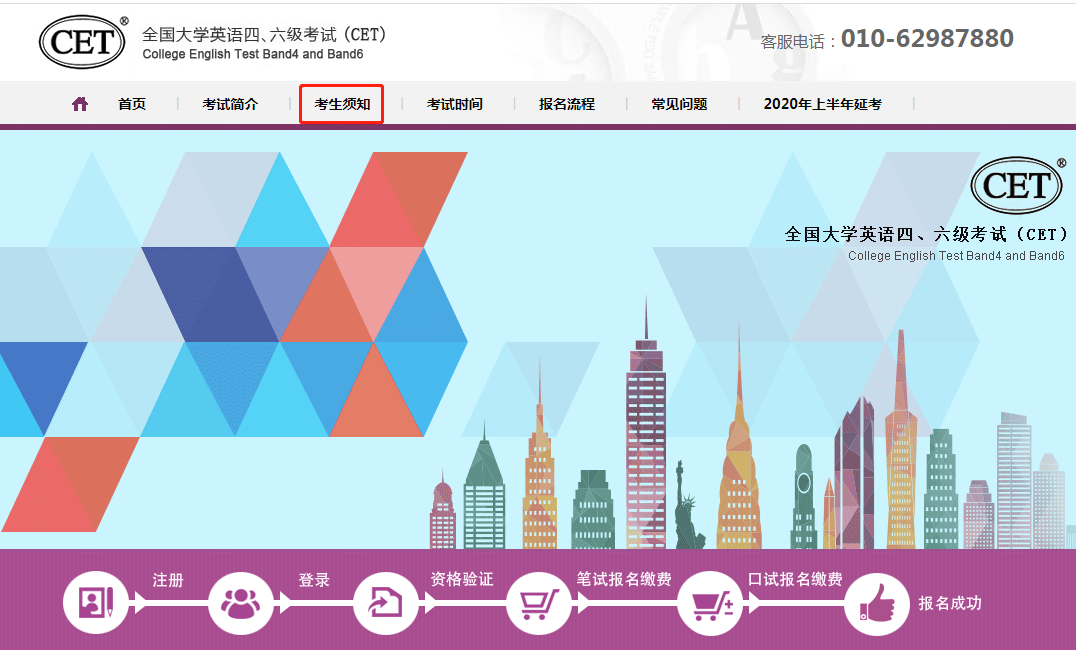 CET®
全国大学英语四、六级考试（CET）
College English Test Band4 and Band6
客服电话：010-62987880
首页 考试简介 考生须知 考试时间 报名流程 常见问题 2020年上半年延考
CET®
全国大学英语四、六级考试（CET）
College English Test Band4 and Band6
注册 登录 资格验证 笔试报名缴费 口试报名缴费 报名成功